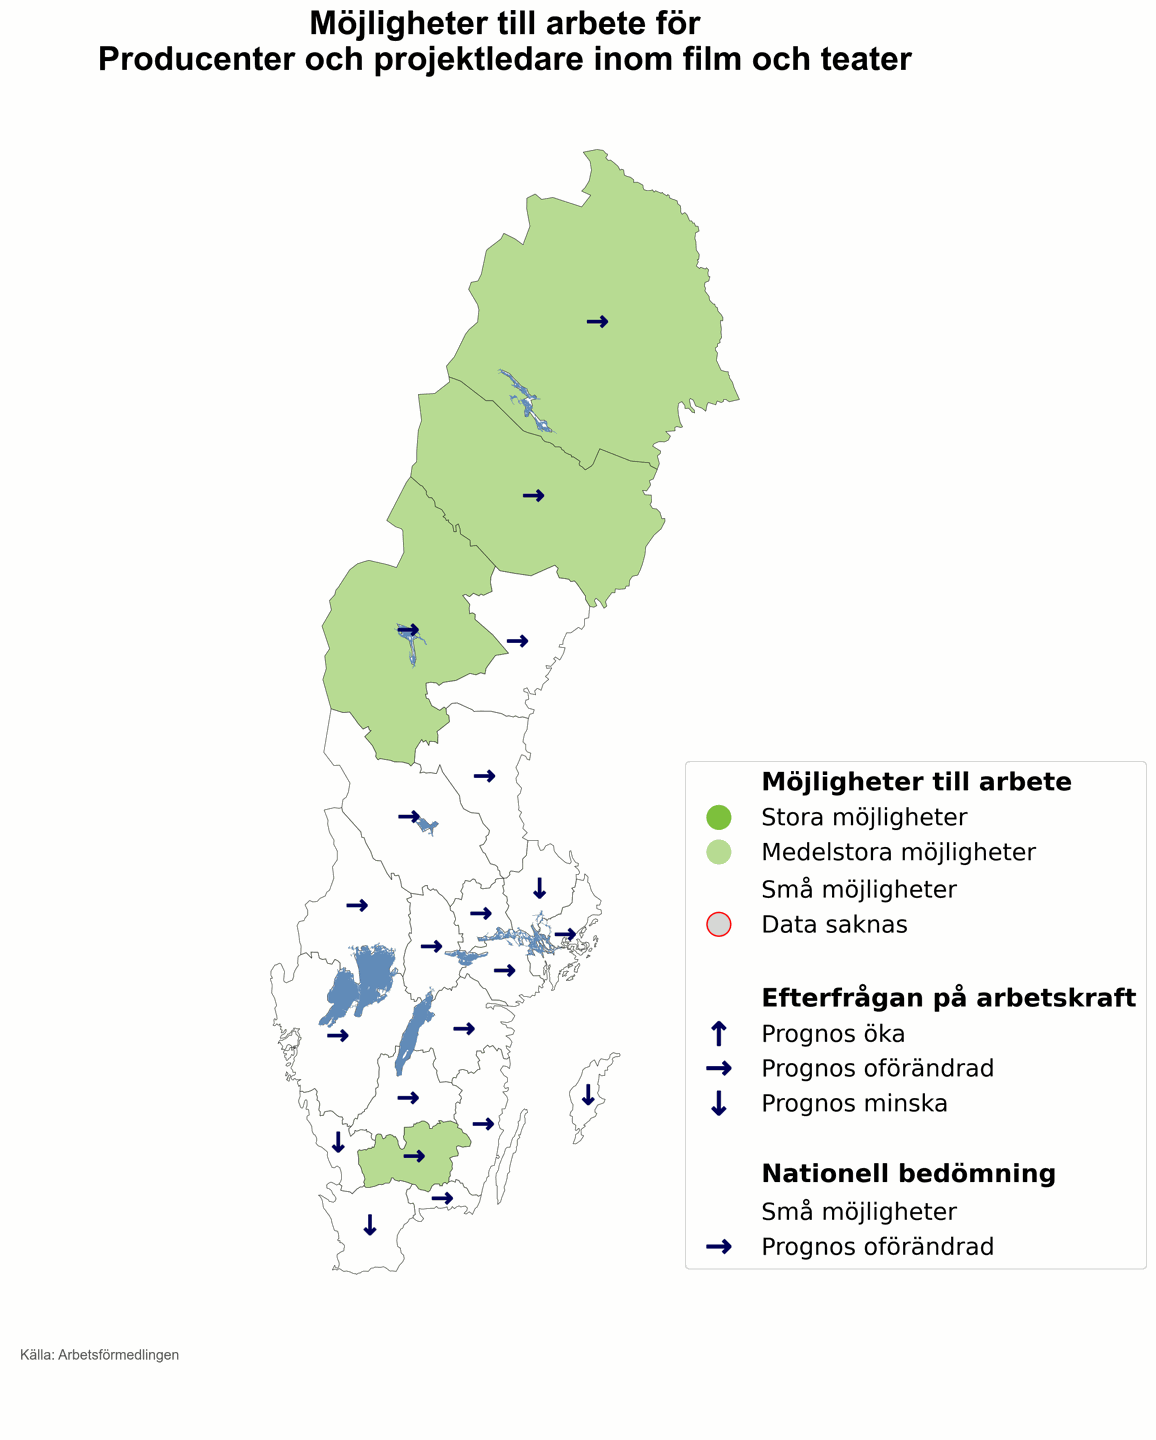 Möjligheter till arbete för
Producenter och projektledare inom film och teater
Möjligheter till arbete
Stora möjligheter
Medelstora möjligheter
Små möjligheter
Data saknas
Efterfrågan på arbetskraft
Prognos öka
Prognos oförändrad
Prognos minska
Nationell bedömning
Små möjligheter
Prognos oförändrad
Källa: Arbetsförmedlingen